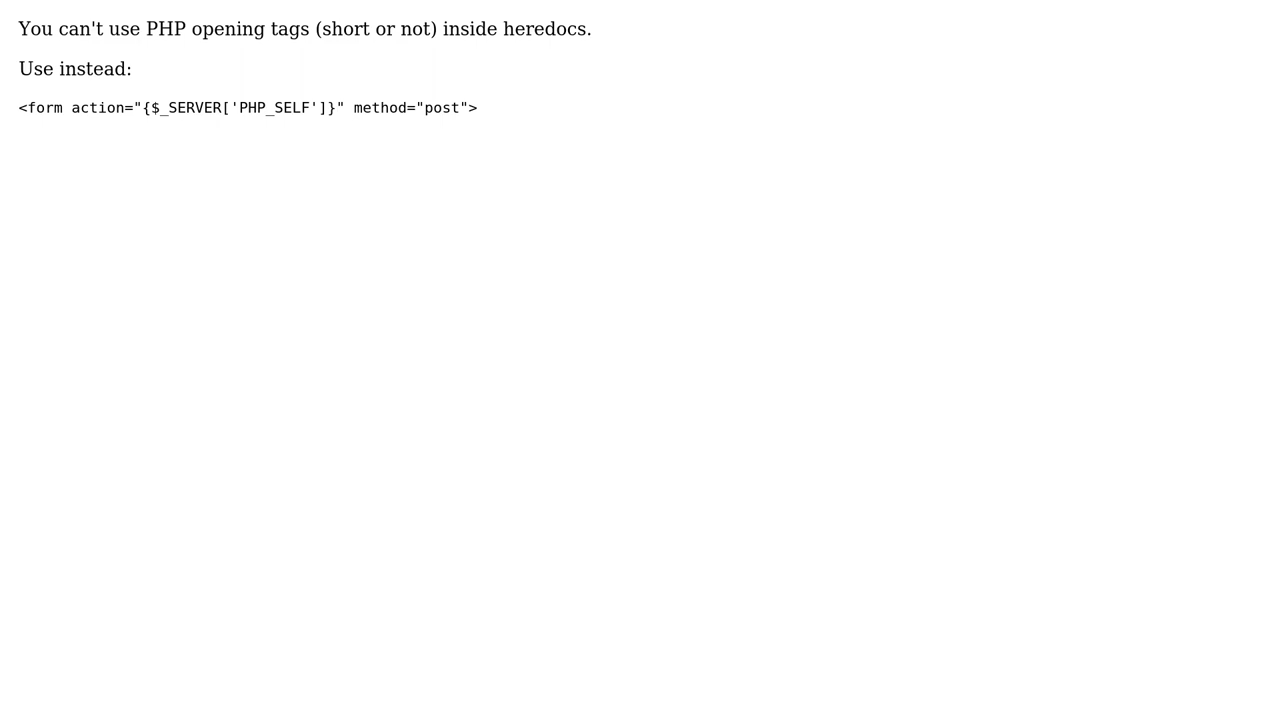 You can't use PHP opening tags (short or not) inside heredocs.
Use instead:
<form action="{$_SERVER['PHP_SELF']}" method="post">